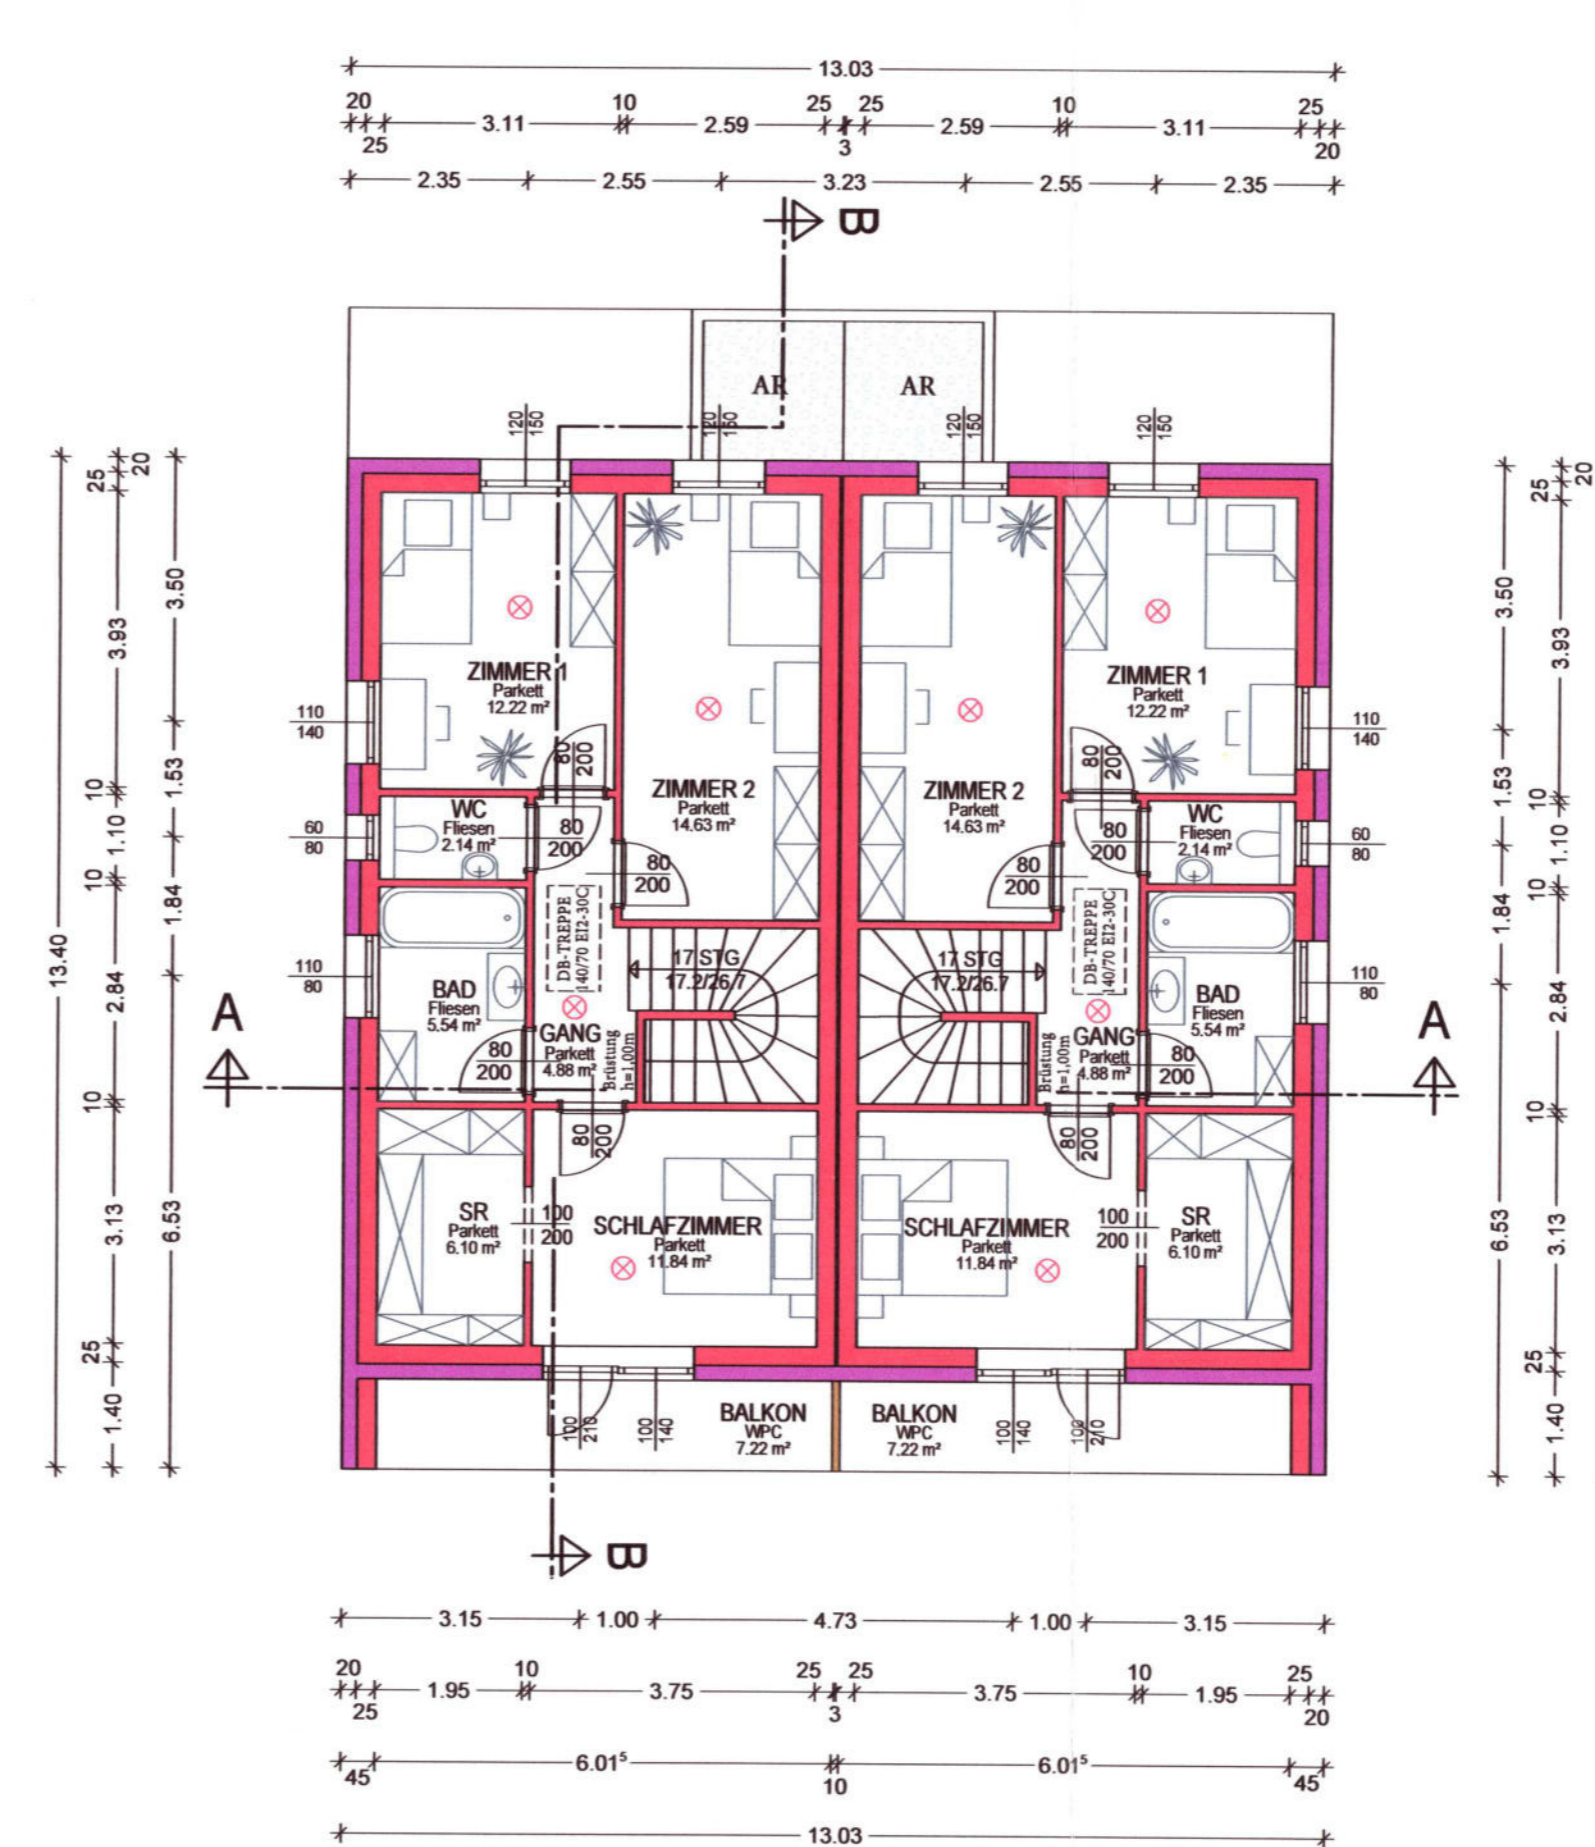 13.03
20 10 25 25 10 25
3.11 2.59 2.59 3.11
25 3 20
2.35 2.55 3.23 2.55 2.35
B
AR AR
120
150
120
150
120
150
120
150
20
25
3.50
3.93
13.40
10
1.53
1.10
10
1.84
2.84
10
3.13
6.53
25
1.40
20
25
3.50
3.93
10
1.53
1.10
10
1.84
2.84
10
3.13
6.53
25
1.40
ZIMMER 1
Parkett
12.22 m²
110
140
80
200
ZIMMER 2
Parkett
14.63 m²
80
200
WC
Fliesen
2.14 m²
60
80
80
200
DB-TREPPE
140/70 EI2-30C
17 STG
17.2/26.7
BAD
Fliesen
5.54 m²
110
80
80
200
GANG
Parkett
4.88 m²
Brüstung
h=1,00m
80
200
SR
Parkett
6.10 m²
100
200
SCHLAFZIMMER
Parkett
11.84 m²
BALKON
WPC
7.22 m²
100
210
100
140
ZIMMER 2
Parkett
14.63 m²
80
200
ZIMMER 1
Parkett
12.22 m²
110
140
80
200
WC
Fliesen
2.14 m²
60
80
80
200
17 STG
17.2/26.7
DB-TREPPE
140/70 EI2-30C
BAD
Fliesen
5.54 m²
110
80
80
200
Brüstung
h=1,00m
GANG
Parkett
4.88 m²
80
200
SCHLAFZIMMER
Parkett
11.84 m²
100
200
SR
Parkett
6.10 m²
BALKON
WPC
7.22 m²
100
140
100
210
A A
B
3.15 1.00 4.73 1.00 3.15
20 10 25 25 10 25
1.95 3.75 3.75 1.95
25 3 20
6.01⁵ 6.01⁵
45 10 45
13.03